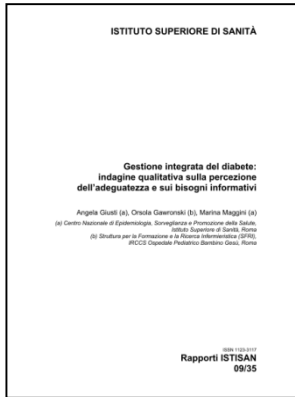 ISTITUTO SUPERIORE DI SANITÀ
Gestione integrata del diabete:
indagine qualitativa sulla percezione
dell'adeguatezza e sui bisogni informativi
Angela Giusti (a), Orsola Gawronski (b), Marina Maggini (a)
(a) Centro Nazionale di Epidemiologia, Sorveglianza e Promozione della Salute,
Istituto Superiore di Sanità, Roma
(b) Struttura per la Formazione e la Ricerca Infermieristica (SFRI),
IRCCS Ospedale Pediatrico Bambino Gesù, Roma
ISSN 1123-3117
Rapporti ISTISAN
09/35